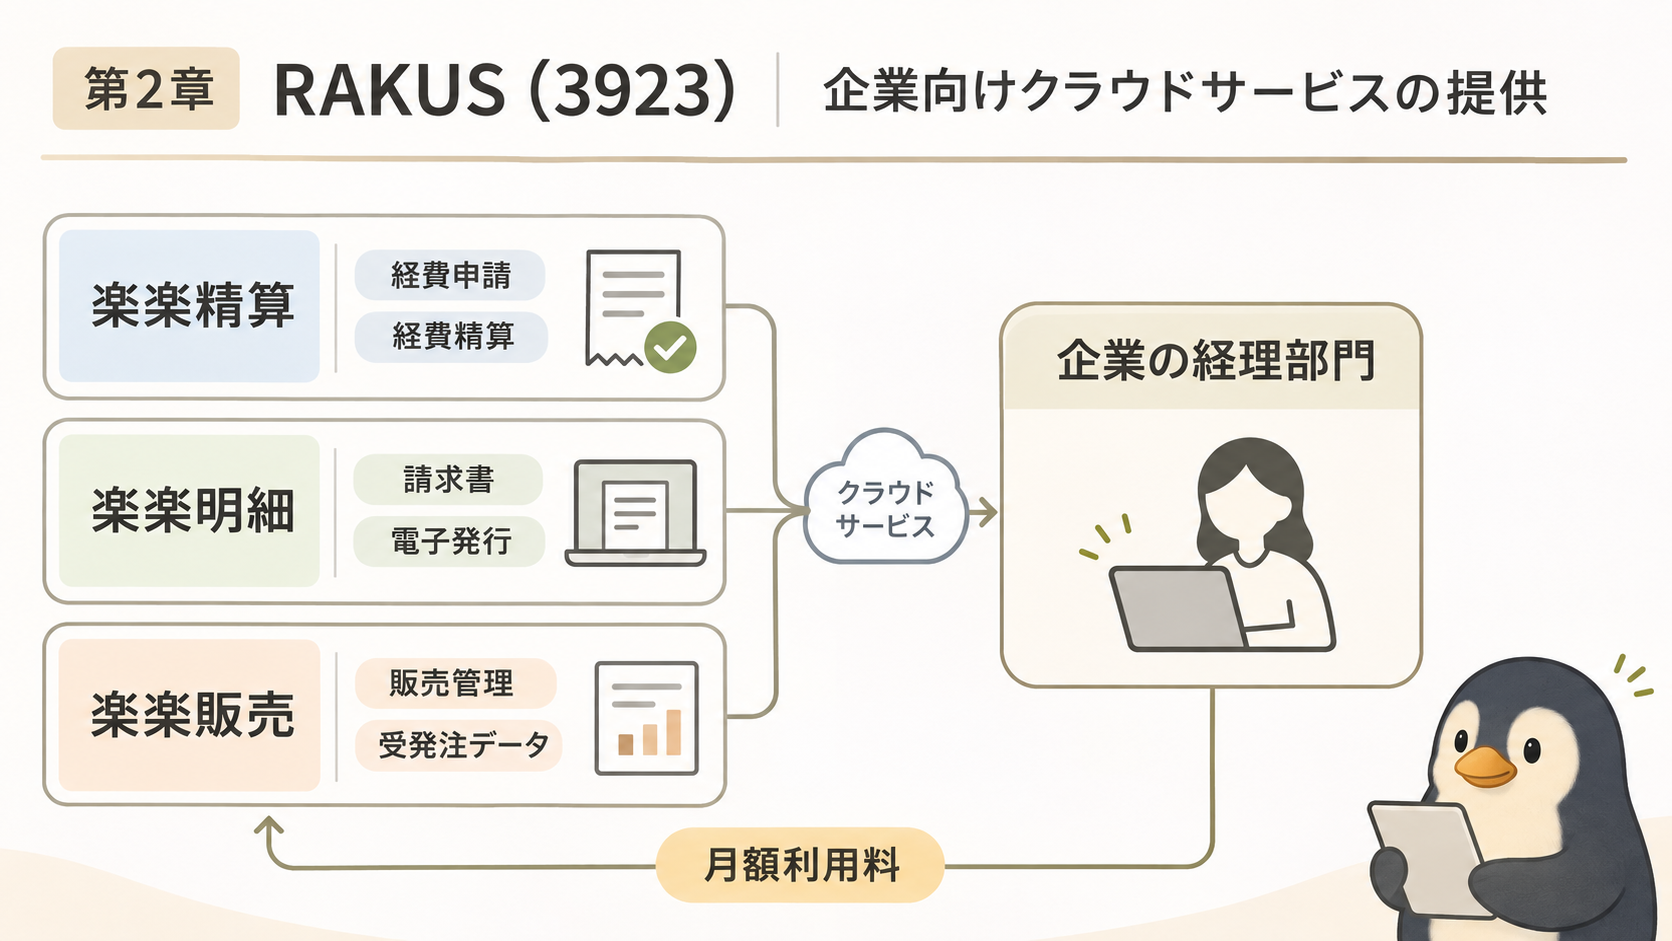 第2章
RAKUS（3923）
企業向けクラウドサービスの提供
楽楽精算
経費申請
経費精算
楽楽明細
請求書
電子発行
楽楽販売
販売管理
受発注データ
クラウド
サービス
企業の経理部門
月額利用料